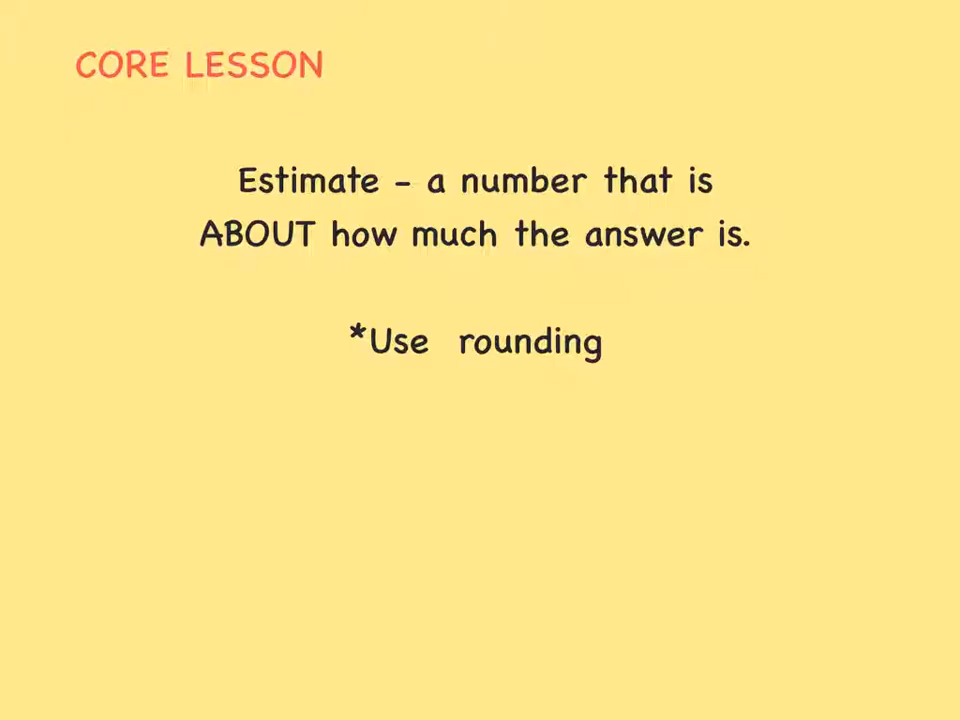 CORE LESSON
Estimate - a number that is
ABOUT how much the answer is.
*Use rounding